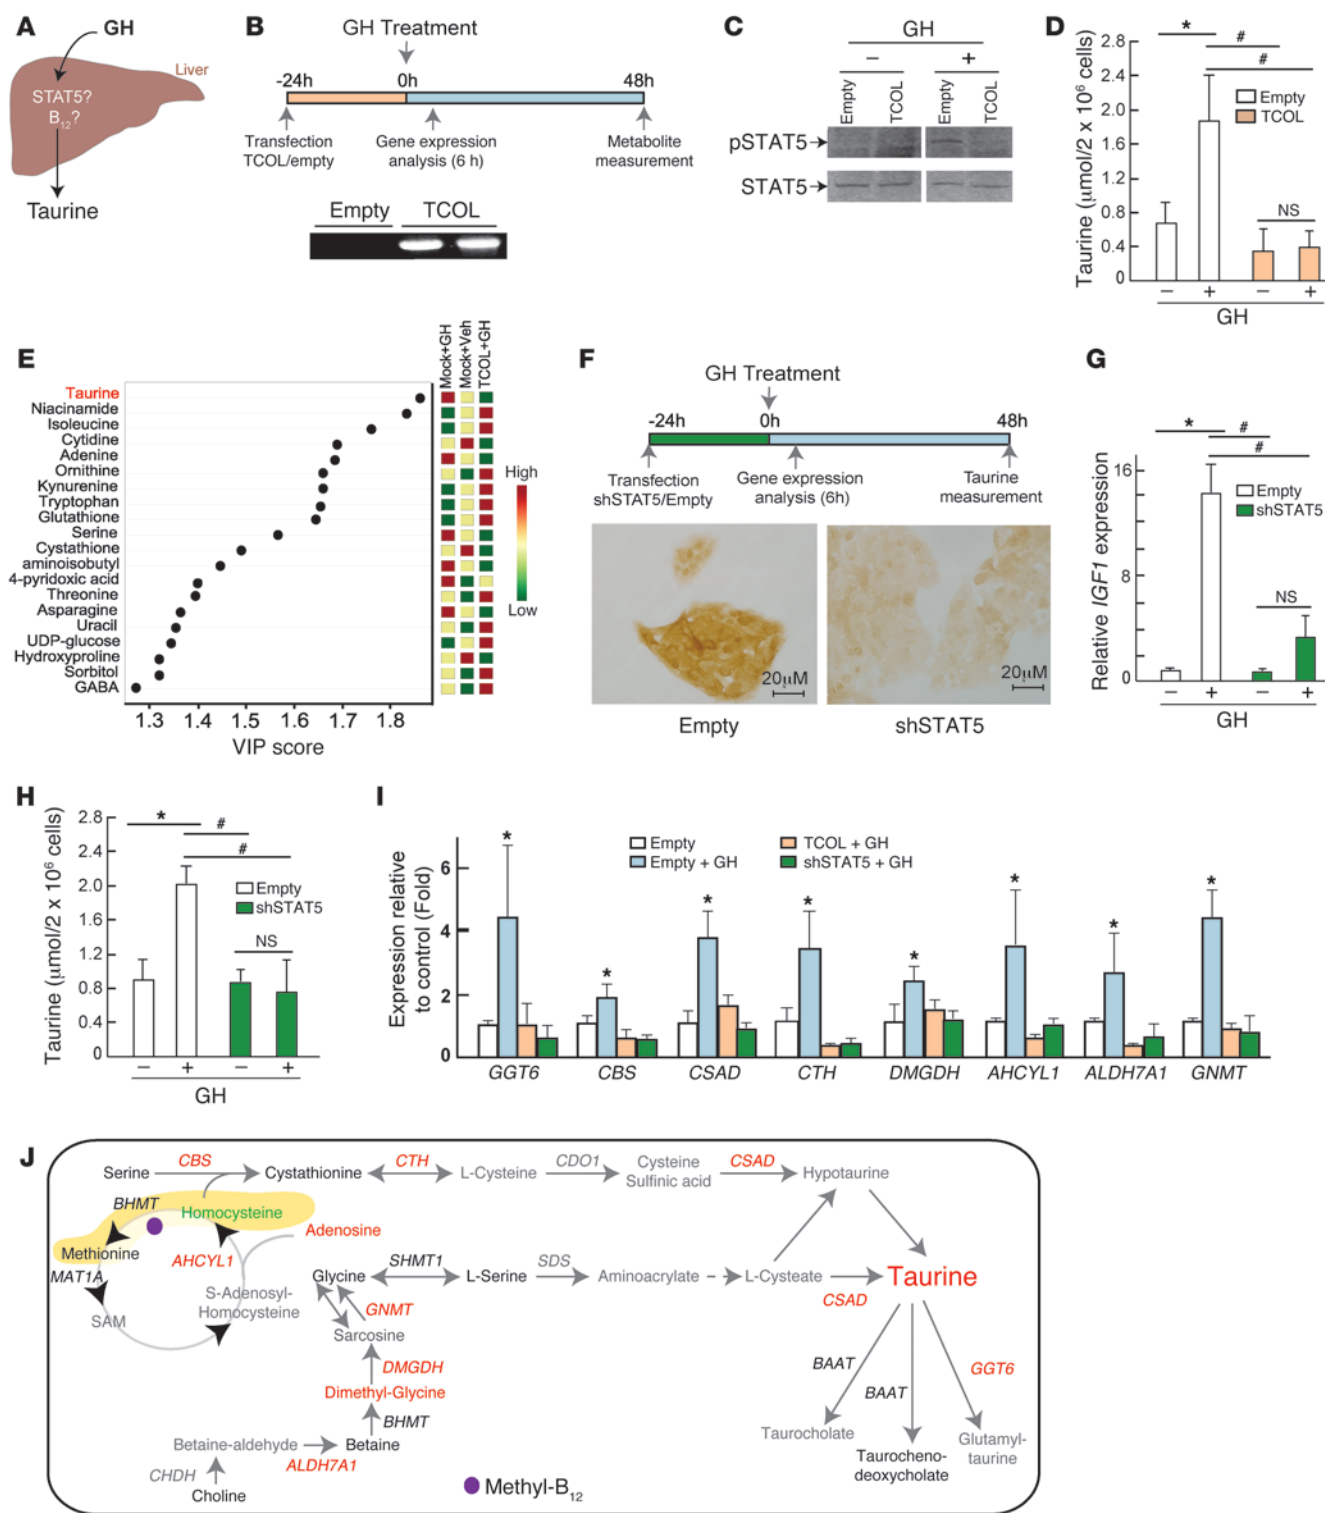 A
GH
Liver
STAT5?
B12?
Taurine
B
GH Treatment
-24h 0h 48h
Transfection
TCOL/empty
Gene expression
analysis (6 h)
Metabolite
measurement
Empty TCOL
C
GH
− +
Empty TCOL Empty TCOL
pSTAT5
STAT5
D
Taurine (μmol/2 x 10⁶ cells)
2.8
2.4
2.0
1.6
1.2
0.8
0.4
0
* # #
Empty
TCOL
NS
− + − +
GH
E
Mock+GH Mock+Veh TCOL+GH
Taurine
Niacinamide
Isoleucine
Cytidine
Adenine
Ornithine
Kynurenine
Tryptophan
Glutathione
Serine
Cystathione
aminoisobutyl
4-pyridoxic acid
Threonine
Asparagine
Uracil
UDP-glucose
Hydroxyproline
Sorbitol
GABA
1.3 1.4 1.5 1.6 1.7 1.8
VIP score
High
Low
F
GH Treatment
-24h 0h 48h
Transfection
shSTAT5/Empty
Gene expression
analysis (6h)
Taurine
measurement
20μM 20μM
Empty shSTAT5
G
Relative IGF1 expression
16
8
0
* # #
Empty
shSTAT5
NS
− + − +
GH
H
Taurine (μmol/2 x 10⁶ cells)
2.8
2.4
2.0
1.6
1.2
0.8
0.4
0
* # #
Empty
shSTAT5
NS
− + − +
GH
I
Expression relative
to control (Fold)
6
4
2
0
Empty
Empty + GH
TCOL + GH
shSTAT5 + GH
* * * * * * * *
GGT6 CBS CSAD CTH DMGDH AHCYL1 ALDH7A1 GNMT
J
Serine CBS Cystathionine CTH L-Cysteine CDO1 Cysteine
Sulfinic acid CSAD Hypotaurine
BHMT
Homocysteine
Methionine
AHCYL1
Adenosine
MAT1A
SAM
S-Adenosyl-
Homocysteine
Glycine SHMT1 L-Serine SDS Aminoacrylate L-Cysteate Taurine
CSAD
GNMT
Sarcosine
DMGDH
Dimethyl-Glycine
BHMT
Betaine-aldehyde Betaine
ALDH7A1
CHDH
Choline
BAAT
BAAT
GGT6
Taurocholate
Taurocheno-
deoxycholate
Glutamyl-
taurine
Methyl-B12